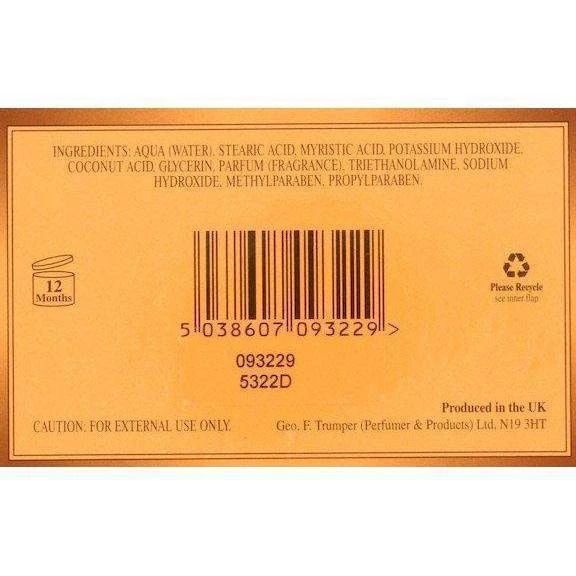 INGREDIENTS: AQUA (WATER), STEARIC ACID, MYRISTIC ACID, POTASSIUM HYDROXIDE,
COCONUT ACID, GLYCERIN, PARFUM (FRAGRANCE), TRIETHANOLAMINE, SODIUM
HYDROXIDE, METHYLPARABEN, PROPYLPARABEN.
12
Months
Please Recycle
see inner flap
5 038607 093229 >
093229
5322D
Produced in the UK
CAUTION: FOR EXTERNAL USE ONLY.
Geo. F. Trumper (Perfumer & Products) Ltd. N19 3HT